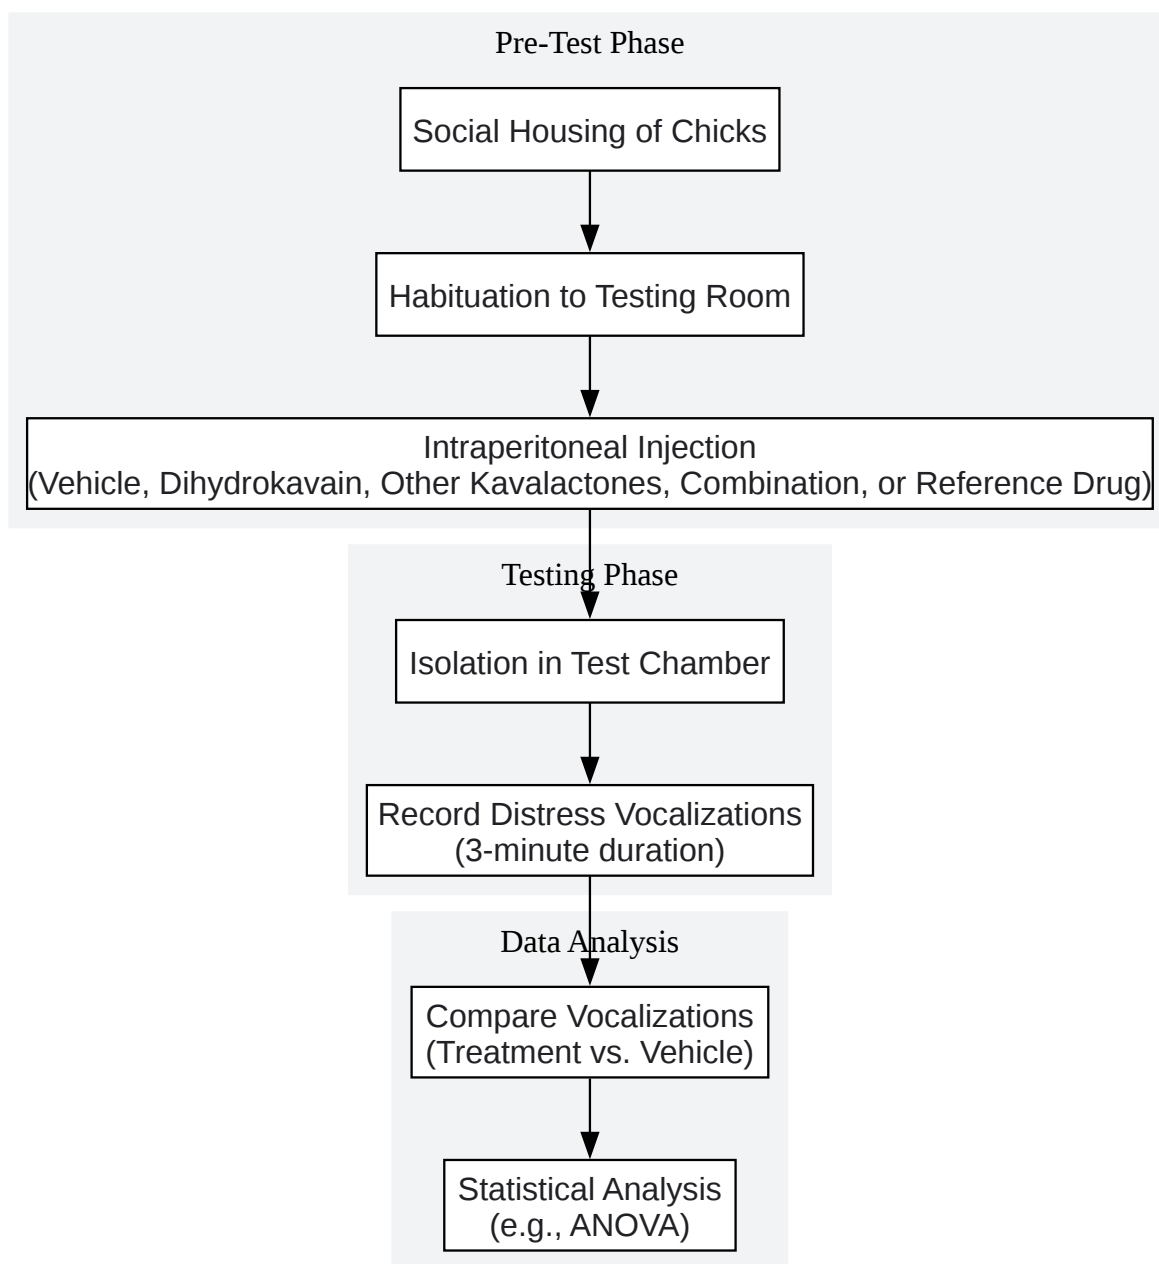 Pre-Test Phase
Social Housing of Chicks
Habituation to Testing Room
Intraperitoneal Injection
(Vehicle, Dihydrokavain, Other Kavalactones, Combination, or Reference Drug)
Testing Phase
Isolation in Test Chamber
Record Distress Vocalizations
(3-minute duration)
Data Analysis
Compare Vocalizations
(Treatment vs. Vehicle)
Statistical Analysis
(e.g., ANOVA)